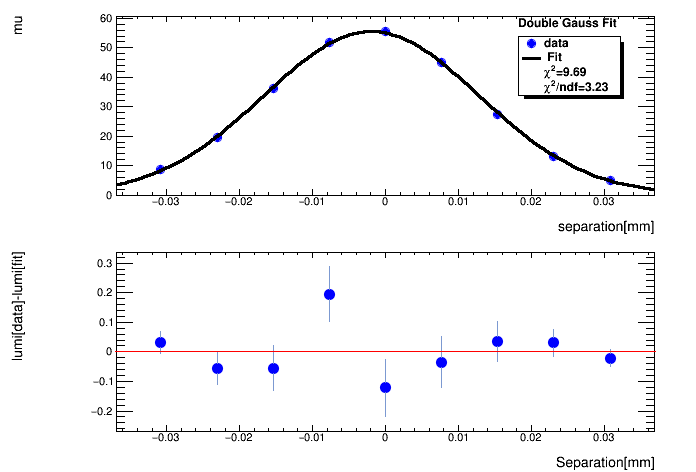 mu
Double Gauss Fit
data
Fit
χ²=9.69
χ²/ndf=3.23
60
50
40
30
20
10
0
−0.03 −0.02 −0.01 0 0.01 0.02 0.03
separation[mm]
lumi[data]-lumi[fit]
0.3
0.2
0.1
0
−0.1
−0.2
−0.03 −0.02 −0.01 0 0.01 0.02 0.03
Separation[mm]